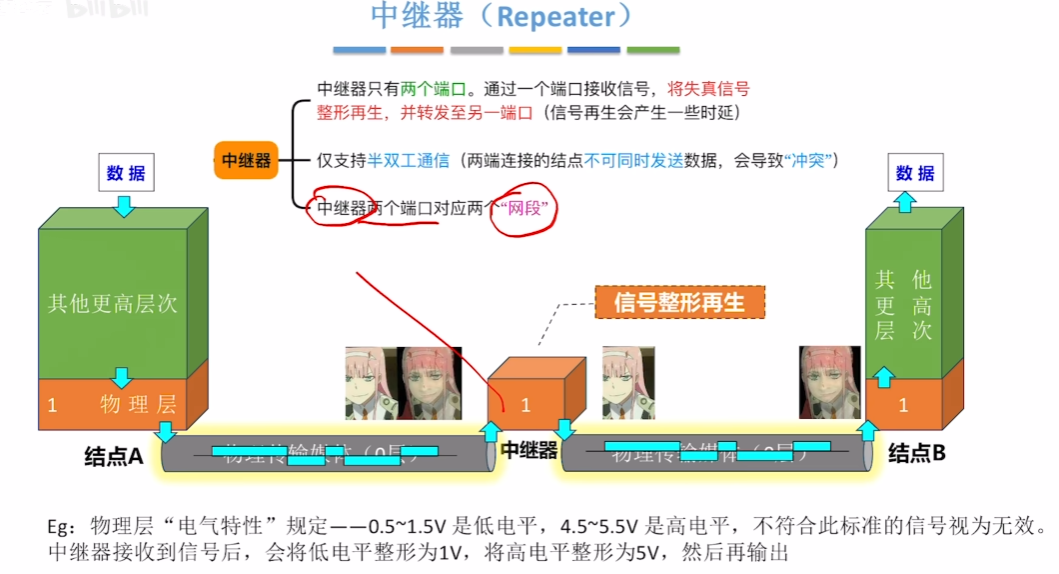 bilibili
中继器（Repeater）
中继器只有两个端口。通过一个端口接收信号，将失真信号
整形再生，并转发至另一端口（信号再生会产生一些时延）
中继器
仅支持半双工通信（两端连接的结点不可同时发送数据，会导致“冲突”）
中继器两个端口对应两个“网段”
数据
数据
其他更高层次
其他
更高
层次
信号整形再生
1 物理层
1
1
结点A
物理传输媒体（0层）
中继器
物理传输媒体（0层）
结点B
Eg：物理层“电气特性”规定——0.5~1.5V 是低电平，4.5~5.5V 是高电平，不符合此标准的信号视为无效。
中继器接收到信号后，会将低电平整形为1V，将高电平整形为5V，然后再输出